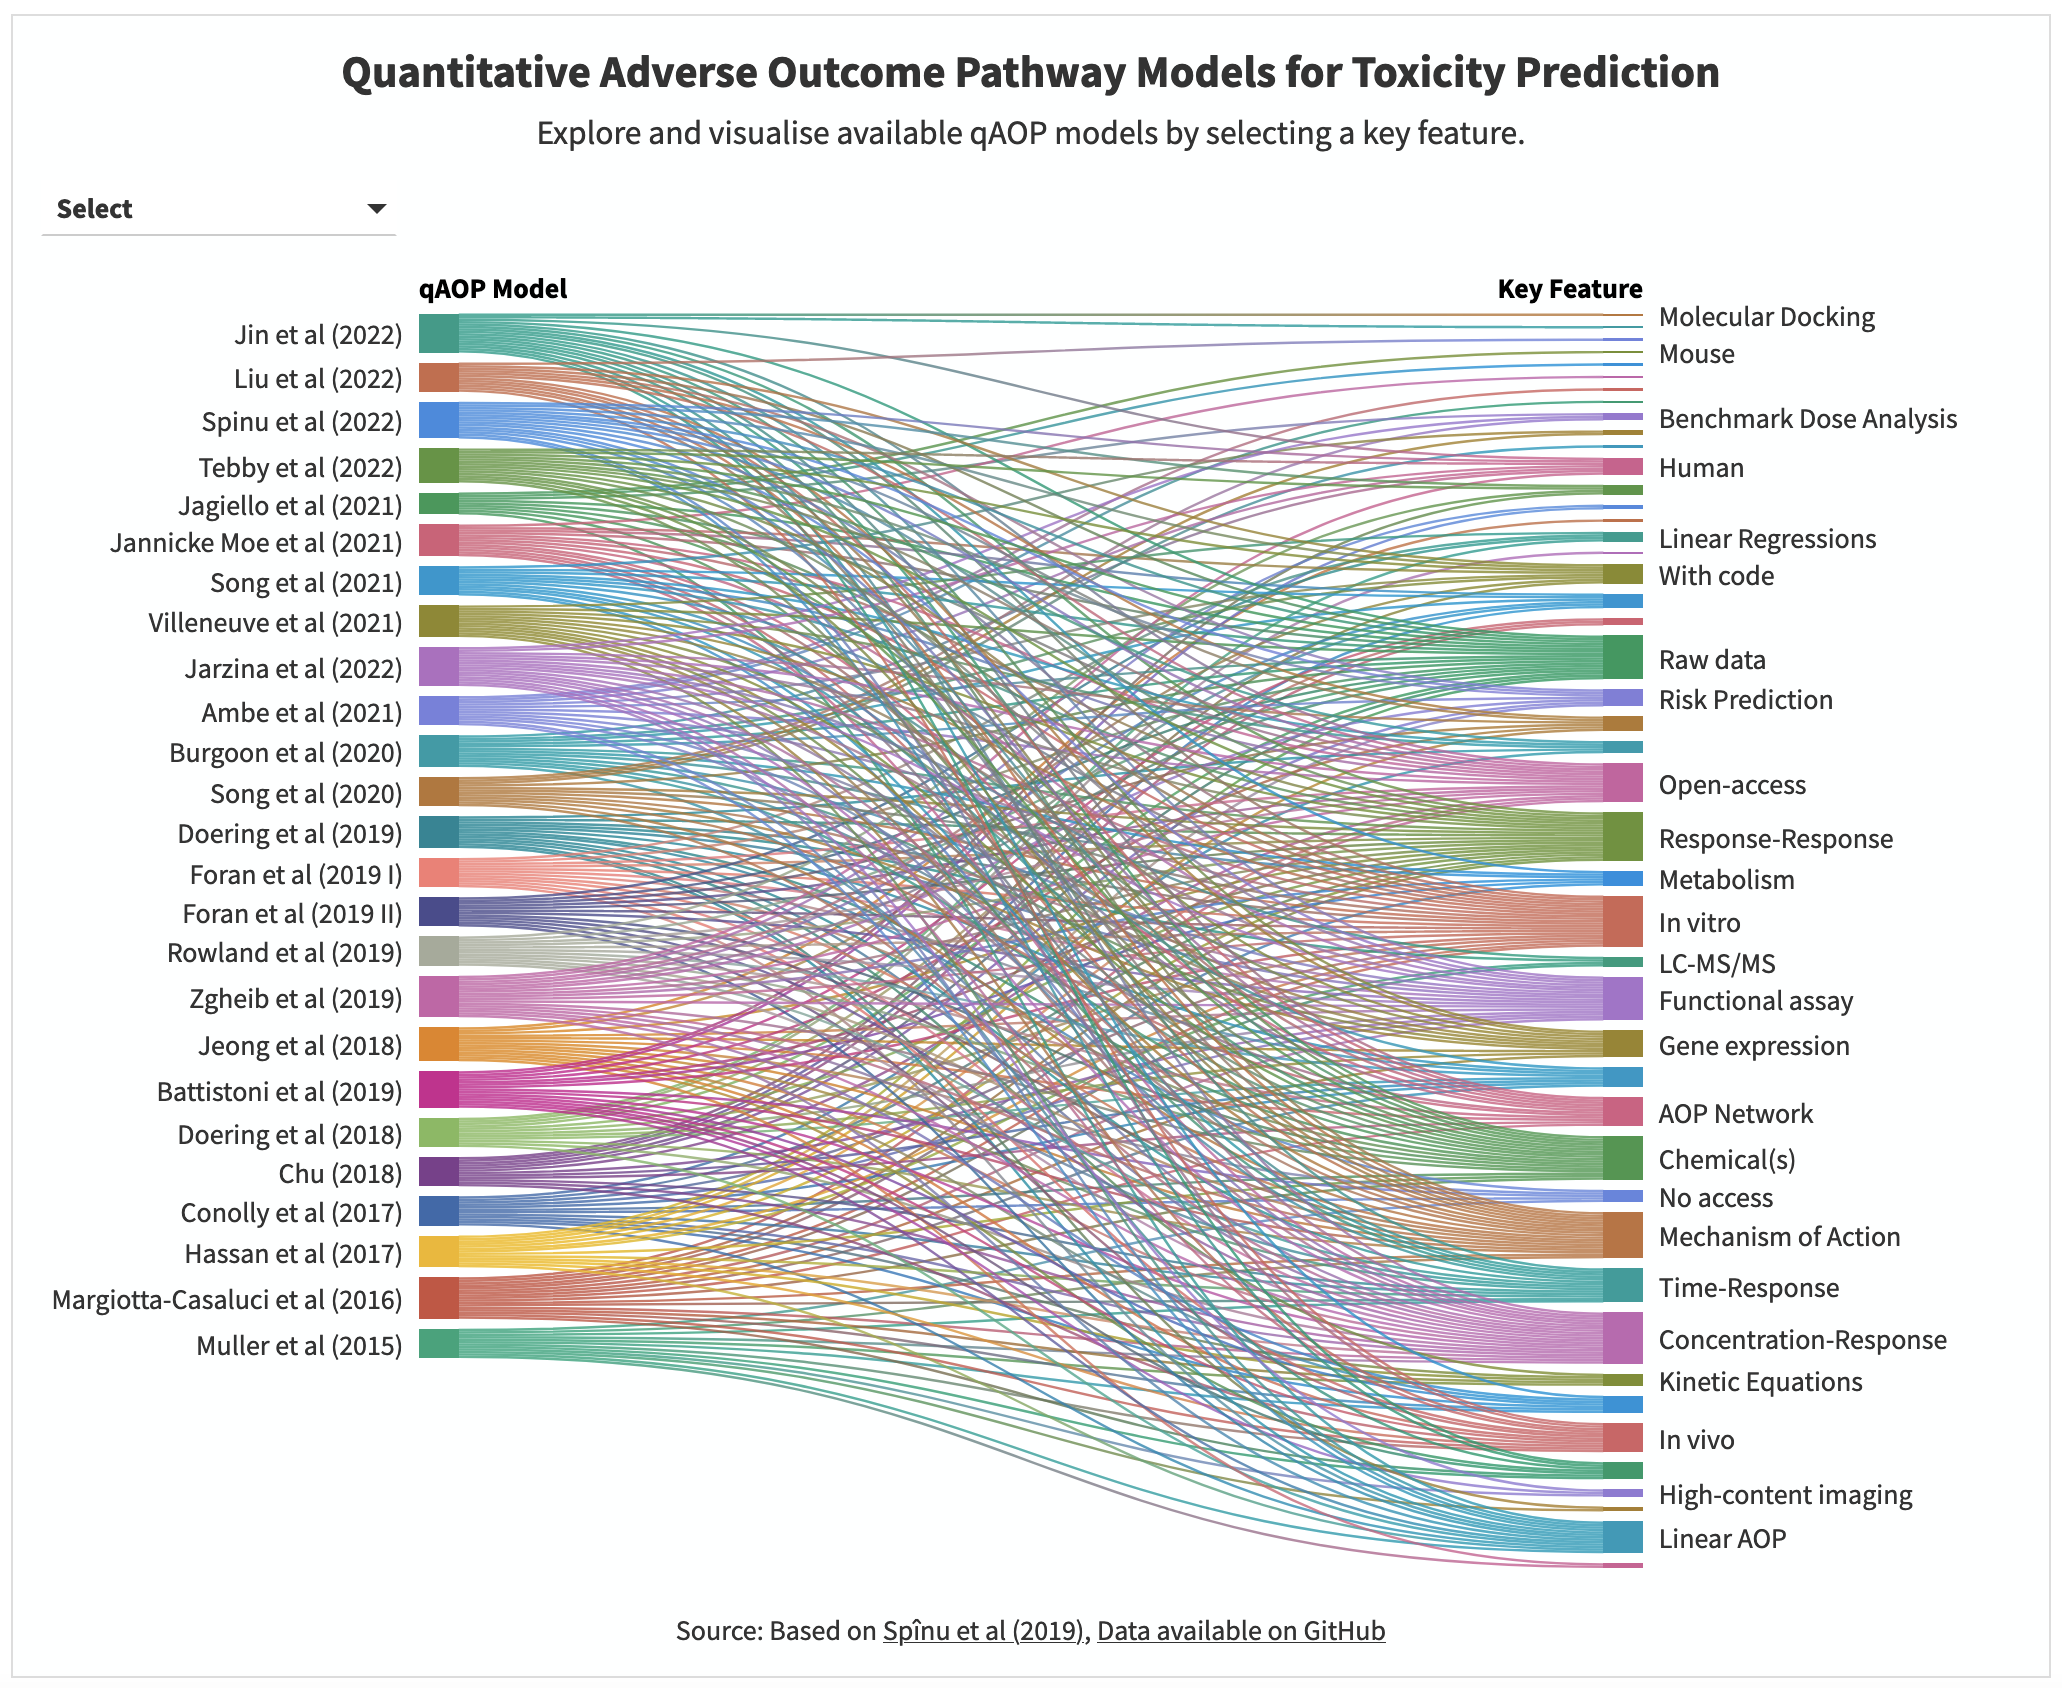 Quantitative Adverse Outcome Pathway Models for Toxicity Prediction
Explore and visualise available qAOP models by selecting a key feature.
Select
qAOP Model
Key Feature
Jin et al (2022)
Liu et al (2022)
Spinu et al (2022)
Tebby et al (2022)
Jagiello et al (2021)
Jannicke Moe et al (2021)
Song et al (2021)
Villeneuve et al (2021)
Jarzina et al (2022)
Ambe et al (2021)
Burgoon et al (2020)
Song et al (2020)
Doering et al (2019)
Foran et al (2019 I)
Foran et al (2019 II)
Rowland et al (2019)
Zgheib et al (2019)
Jeong et al (2018)
Battistoni et al (2019)
Doering et al (2018)
Chu (2018)
Conolly et al (2017)
Hassan et al (2017)
Margiotta-Casaluci et al (2016)
Muller et al (2015)
Molecular Docking
Mouse
Benchmark Dose Analysis
Human
Linear Regressions
With code
Raw data
Risk Prediction
Open-access
Response-Response
Metabolism
In vitro
LC-MS/MS
Functional assay
Gene expression
AOP Network
Chemical(s)
No access
Mechanism of Action
Time-Response
Concentration-Response
Kinetic Equations
In vivo
High-content imaging
Linear AOP
Source: Based on Spînu et al (2019), Data available on GitHub